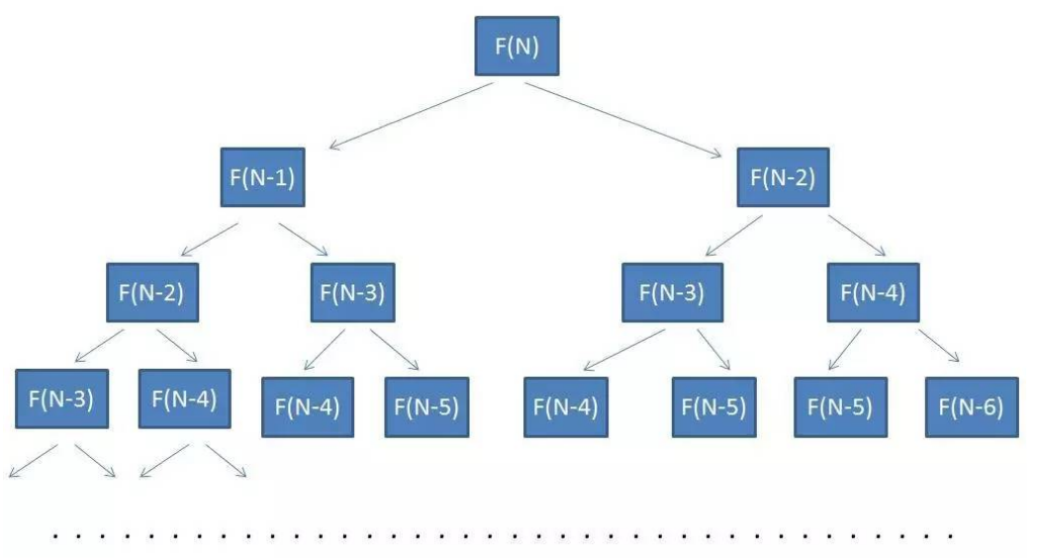 F(N)
F(N-1)
F(N-2)
F(N-2)
F(N-3)
F(N-3)
F(N-4)
F(N-3)
F(N-4)
F(N-4)
F(N-5)
F(N-4)
F(N-5)
F(N-5)
F(N-6)
. . . . . . . . . . . . . . . . . . . . . . . . . . . . . . . . . . . . . .